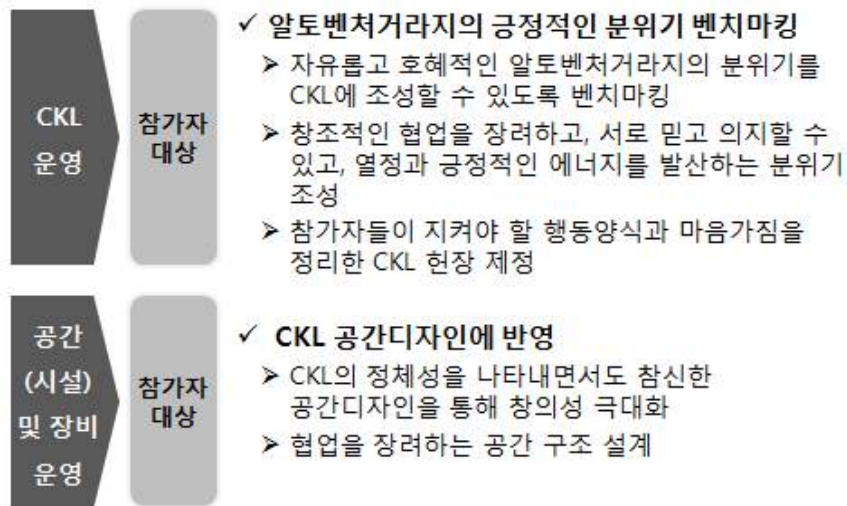 CKL
운영
참가자
대상
✓ 알토벤처거라지의 긍정적인 분위기 벤치마킹
➢ 자유롭고 호혜적인 알토벤처거라지의 분위기를
CKL에 조성할 수 있도록 벤치마킹
➢ 창조적인 협업을 장려하고, 서로 믿고 의지할 수
있고, 열정과 긍정적인 에너지를 발산하는 분위기
조성
➢ 참가자들이 지켜야 할 행동양식과 마음가짐을
정리한 CKL 헌장 제정
공간
(시설)
및 장비
운영
참가자
대상
✓ CKL 공간디자인에 반영
➢ CKL의 정체성을 나타내면서도 참신한
공간디자인을 통해 창의성 극대화
➢ 협업을 장려하는 공간 구조 설계